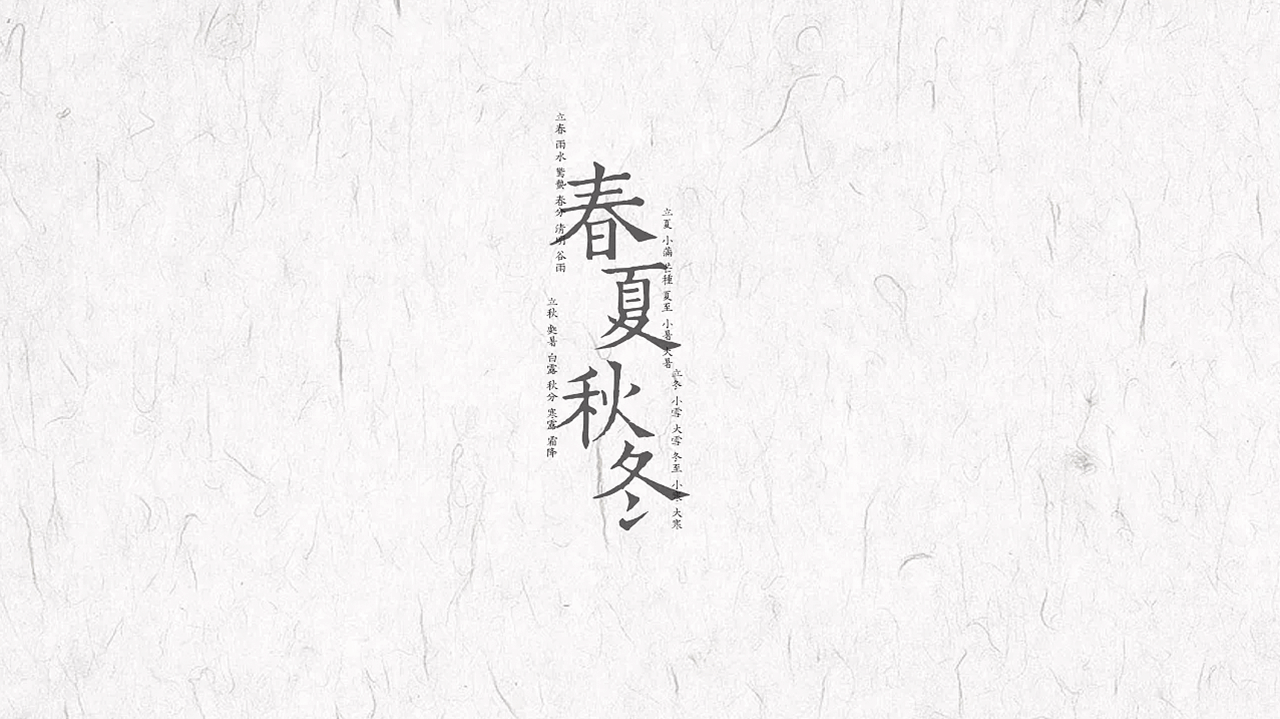 春
夏
秋
冬
立春 雨水 驚蟄 春分 清明 谷雨
立夏 小滿 芒種 夏至 小暑 大暑
立秋 處暑 白露 秋分 寒露 霜降
立冬 小雪 大雪 冬至 小寒 大寒